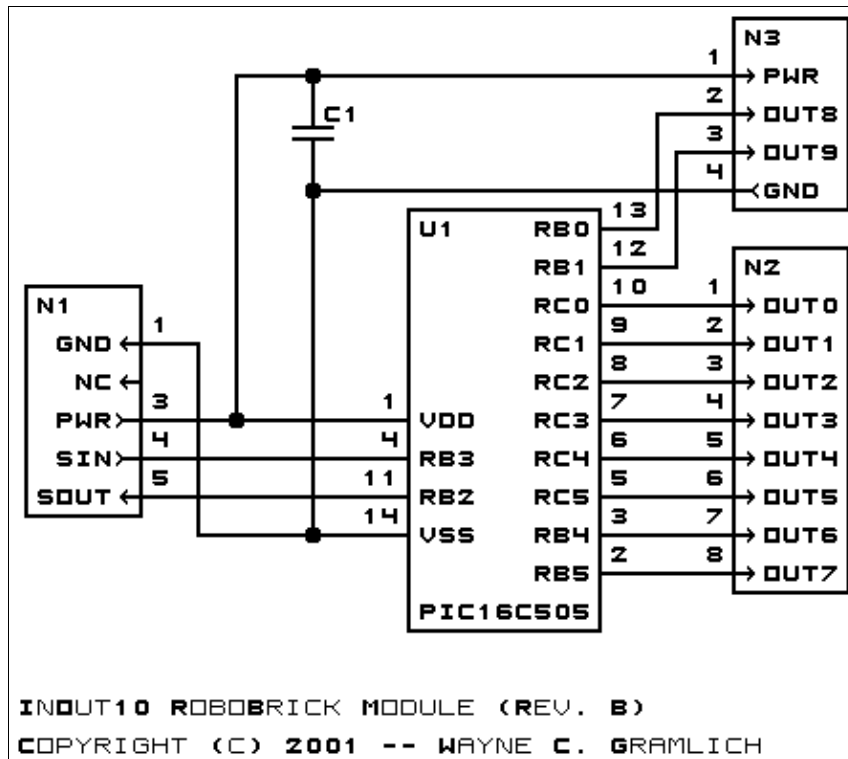 N3
1
PWR
2
OUT8
3
OUT9
4
GND
C1
U1
13
RB0
12
RB1
10
RC0
9
RC1
8
RC2
7
RC3
6
RC4
5
RC5
3
RB4
2
RB5
N2
1
OUT0
2
OUT1
3
OUT2
4
OUT3
5
OUT4
6
OUT5
7
OUT6
8
OUT7
N1
1
GND
NC
3
PWR
4
SIN
5
SOUT
1
VDD
4
RB3
11
RB2
14
VSS
PIC16C505
INOUT10 ROBOBRICK MODULE (REV. B)
COPYRIGHT (C) 2001 -- WAYNE C. GRAMLICH